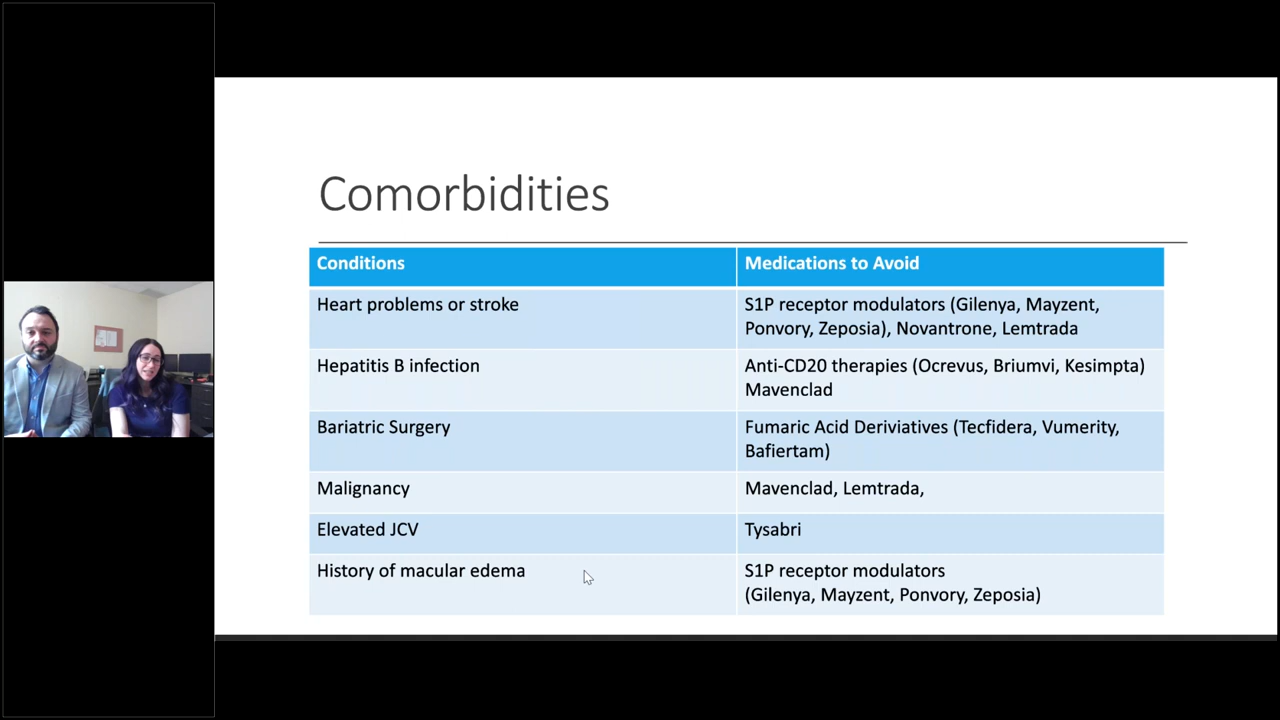 Comorbidities
Conditions
Medications to Avoid
Heart problems or stroke
S1P receptor modulators (Gilenya, Mayzent,
Ponvory, Zeposia), Novantrone, Lemtrada
Hepatitis B infection
Anti-CD20 therapies (Ocrevus, Briumvi, Kesimpta)
Mavenclad
Bariatric Surgery
Fumaric Acid Deriviatives (Tecfidera, Vumerity,
Bafiertam)
Malignancy
Mavenclad, Lemtrada,
Elevated JCV
Tysabri
History of macular edema
S1P receptor modulators
(Gilenya, Mayzent, Ponvory, Zeposia)